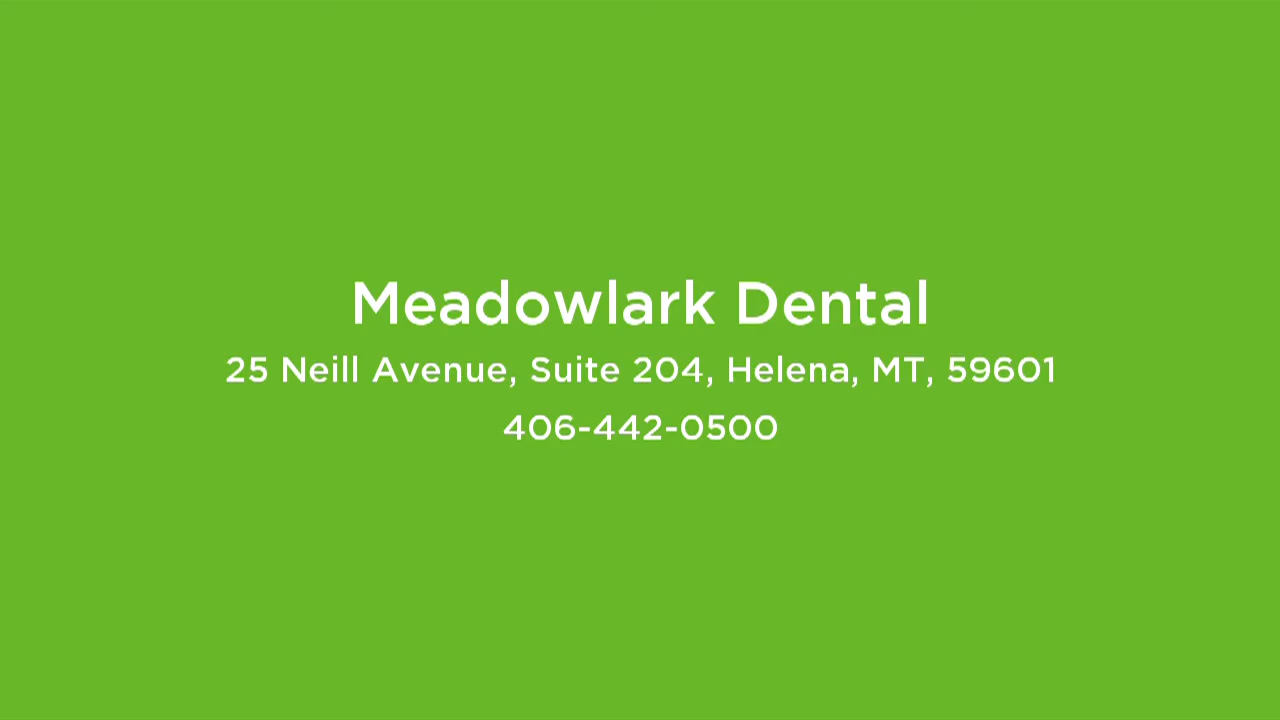 Meadowlark Dental
25 Neill Avenue, Suite 204, Helena, MT, 59601
406-442-0500